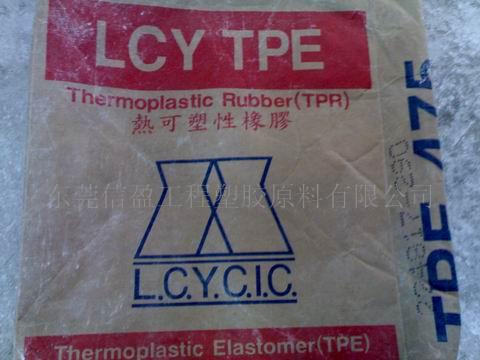 LCY TPE
Thermoplastic Rubber(TPR)
熱可塑性橡膠
东莞信盈工程塑胶原料有限公司
L.C.Y.C.I.C.
Thermoplastic Elastomer(TPE)
TPE 475